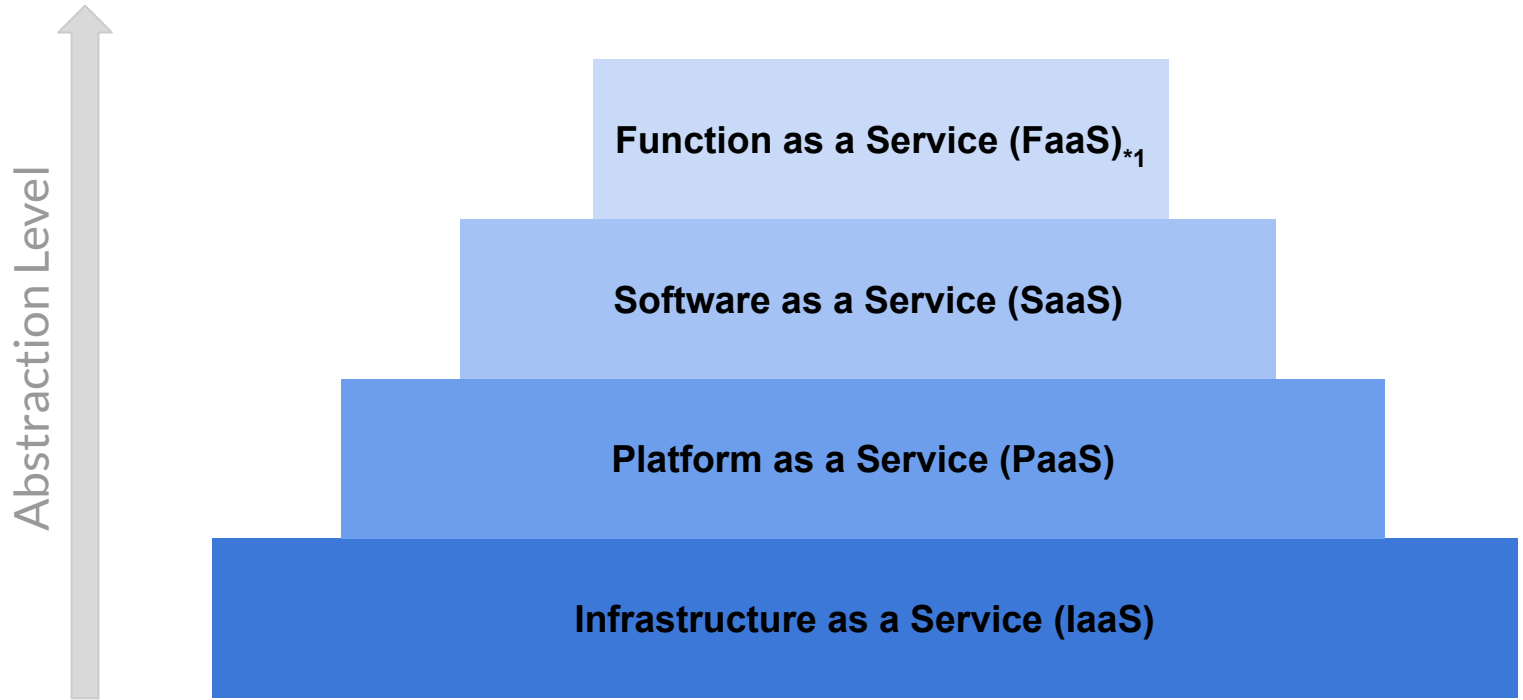 Abstraction Level
Function as a Service (FaaS)*1
Software as a Service (SaaS)
Platform as a Service (PaaS)
Infrastructure as a Service (IaaS)